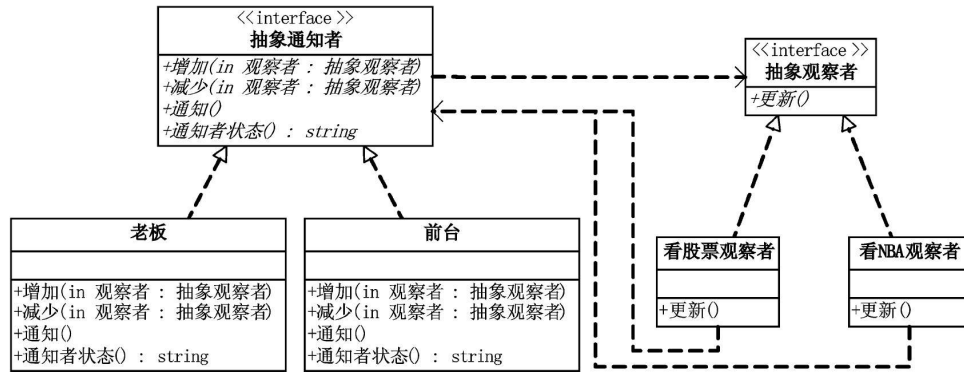 <<interface>>
抽象通知者
+增加(in 观察者 : 抽象观察者)
+减少(in 观察者 : 抽象观察者)
+通知()
+通知者状态() : string
<<interface>>
抽象观察者
+更新()
老板
+增加(in 观察者 : 抽象观察者)
+减少(in 观察者 : 抽象观察者)
+通知()
+通知者状态() : string
前台
+增加(in 观察者 : 抽象观察者)
+减少(in 观察者 : 抽象观察者)
+通知()
+通知者状态() : string
看股票观察者
+更新()
看NBA观察者
+更新()